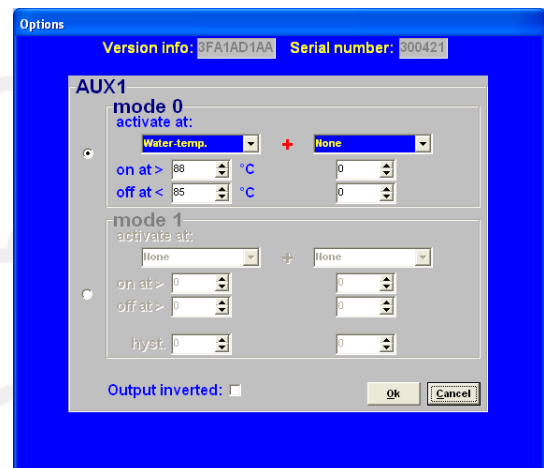 Options
Version info: 3FA1AD1AA Serial number: 300421
AUX1
mode 0
activate at:
Water-temp. + None
on at > 88 °C 0
off at < 85 °C 0
mode 1
activate at:
None + None
on at > 0 0
off at > 0 0
hyst. 0 0
Output inverted:
Ok Cancel